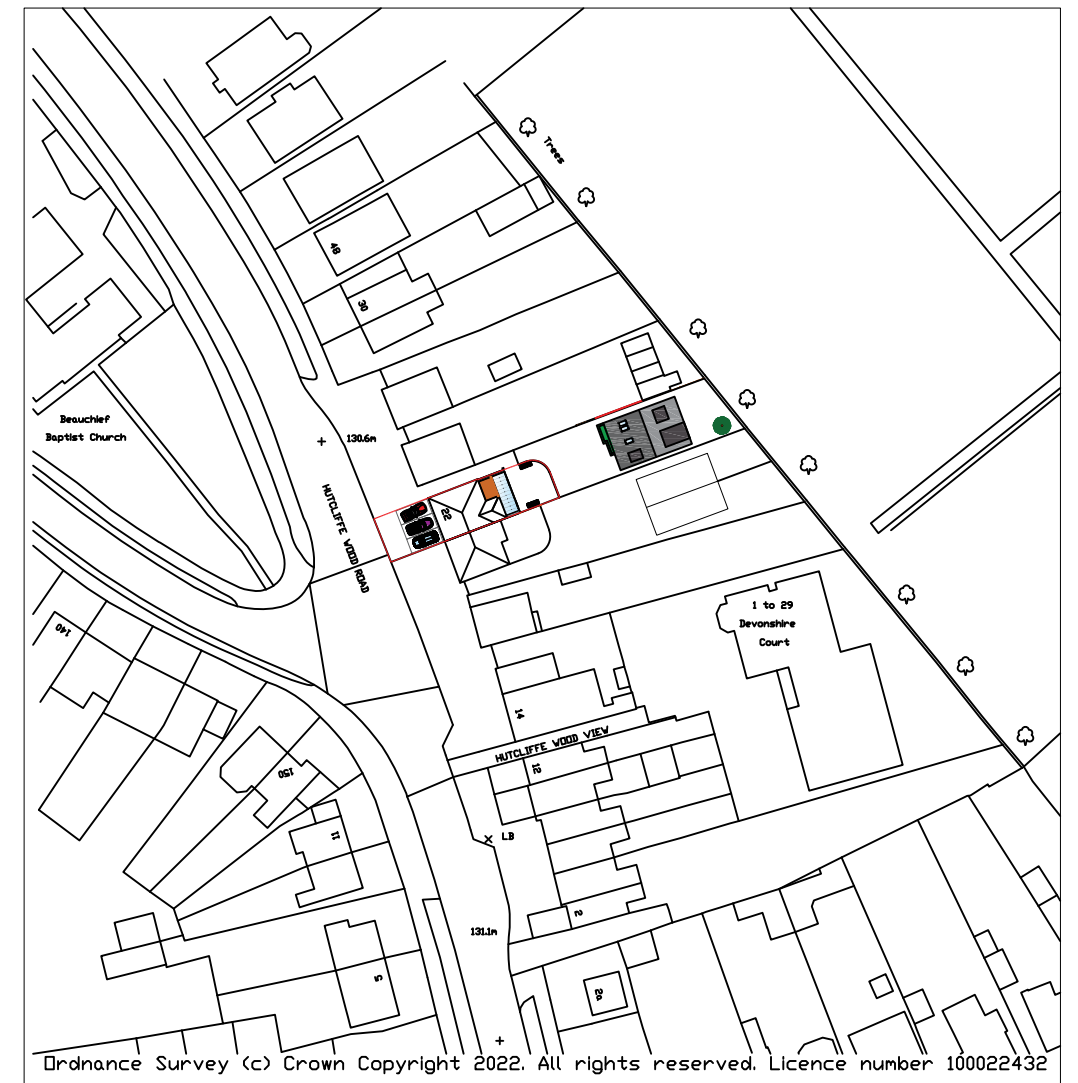 Trees
48
30
Beauchief
Baptist Church
130.6m
22
HUTCLIFFE WOOD ROAD
1 to 29
Devonshire
Court
140
14
HUTCLIFFE WOOD VIEW
12
150
11
LB
2
131.1m
5
2a
Ordnance Survey (c) Crown Copyright 2022. All rights reserved. Licence number 100022432